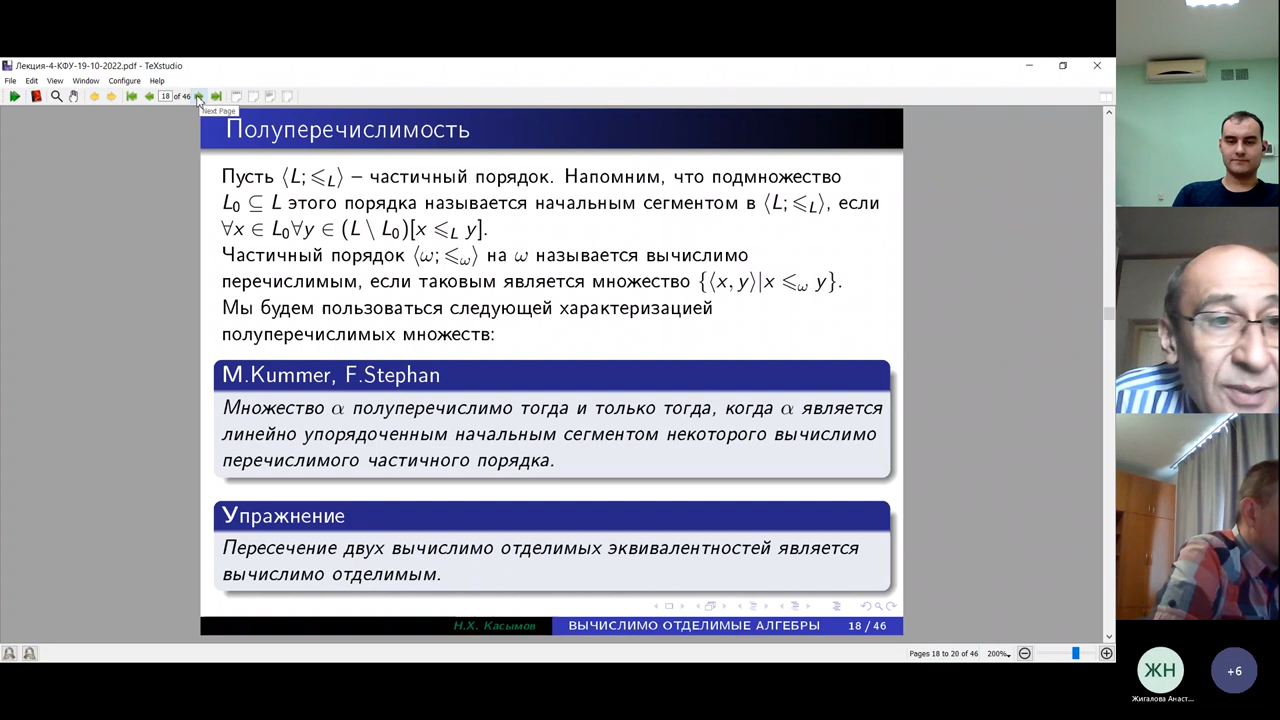 Лекция-4-КФУ-19-10-2022.pdf - TeXstudio
File Edit View Window Configure Help
18 of 46
Next Page
Полуперечислимость
Пусть ⟨L; ⩽_L⟩ – частичный порядок. Напомним, что подмножество
L₀ ⊆ L этого порядка называется начальным сегментом в ⟨L; ⩽_L⟩, если
∀x ∈ L₀∀y ∈ (L \ L₀)[x ⩽_L y].
Частичный порядок ⟨ω; ⩽_ω⟩ на ω называется вычислимо
перечислимым, если таковым является множество {⟨x, y⟩|x ⩽_ω y}.
Мы будем пользоваться следующей характеризацией
полуперечислимых множеств:
M.Kummer, F.Stephan
Множество α полуперечислимо тогда и только тогда, когда α является
линейно упорядоченным начальным сегментом некоторого вычислимо
перечислимого частичного порядка.
Упражнение
Пересечение двух вычислимо отделимых эквивалентностей является
вычислимо отделимым.
Н.Х. Касымов ВЫЧИСЛИМО ОТДЕЛИМЫЕ АЛГЕБРЫ 18 / 46
Pages 18 to 20 of 46 200%
ЖН
+6
Жигалова Анаст...